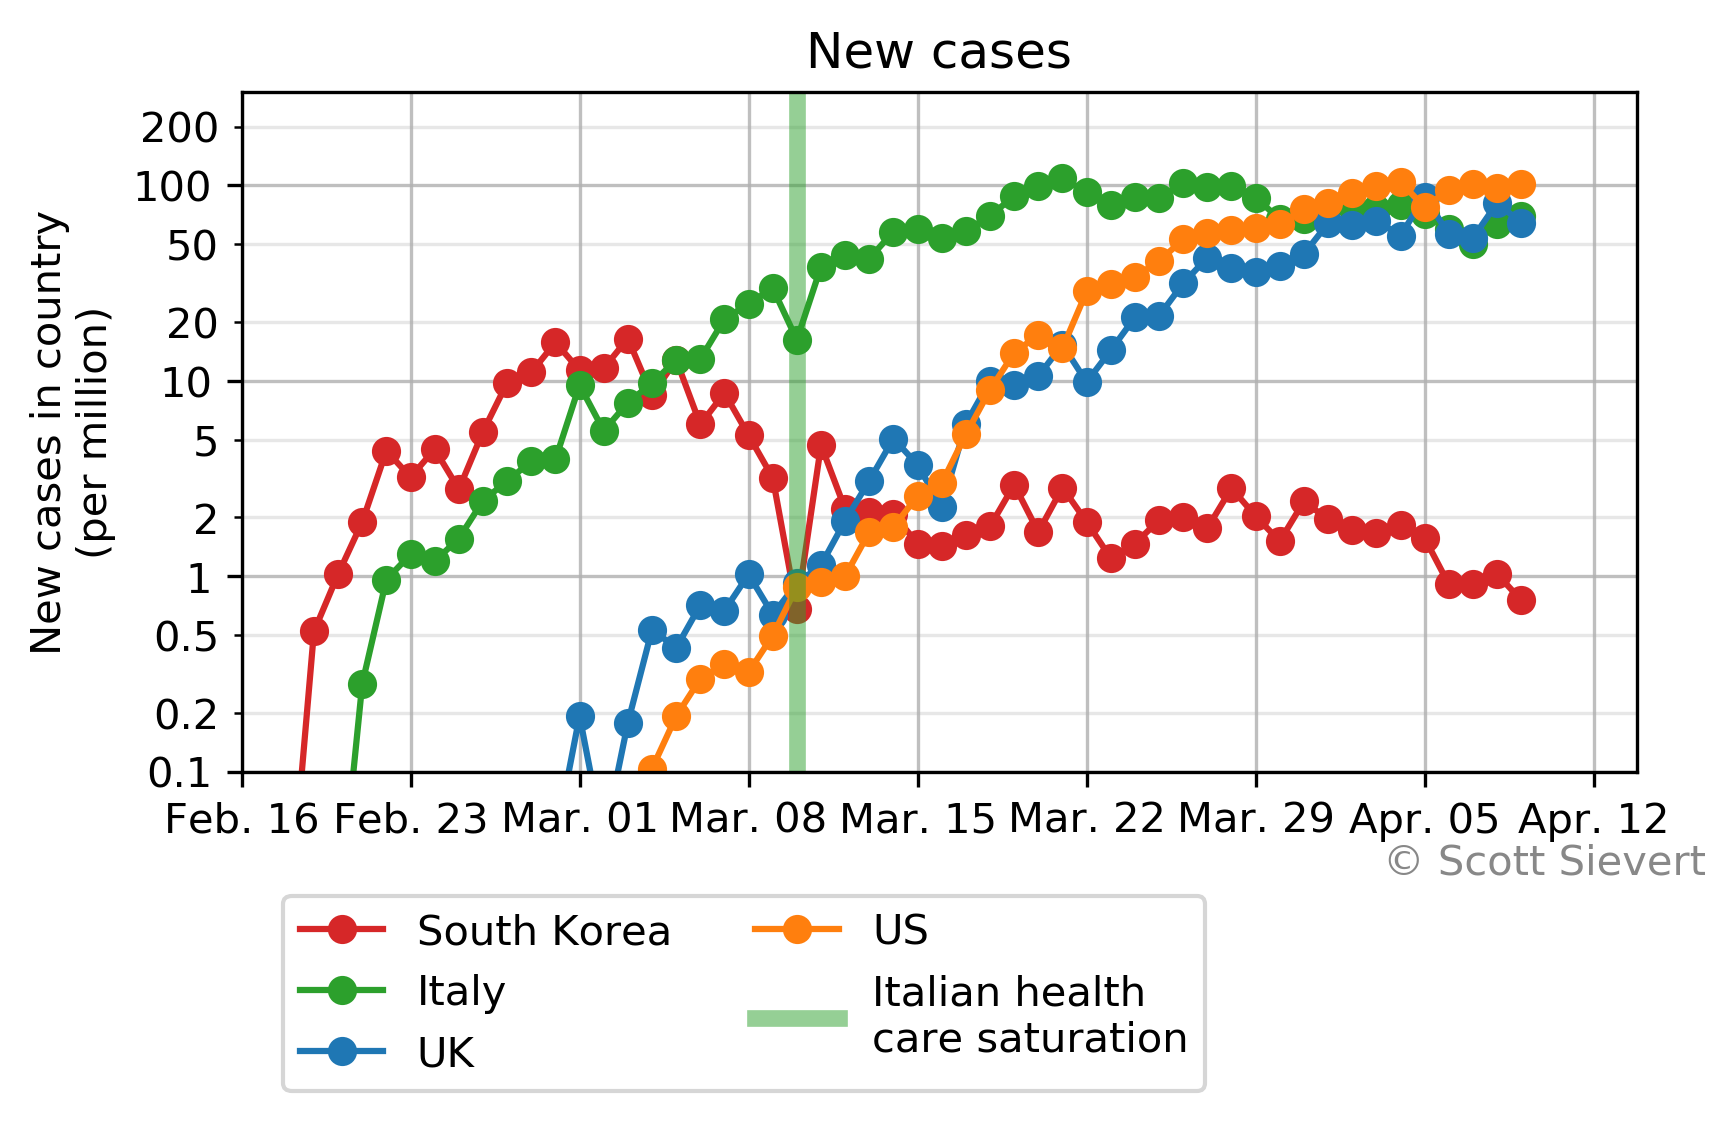 New cases
New cases in country
(per million)
200
100
50
20
10
5
2
1
0.5
0.2
0.1
Feb. 16 Feb. 23 Mar. 01 Mar. 08 Mar. 15 Mar. 22 Mar. 29 Apr. 05 Apr. 12
© Scott Sievert
South Korea
Italy
UK
US
Italian health
care saturation